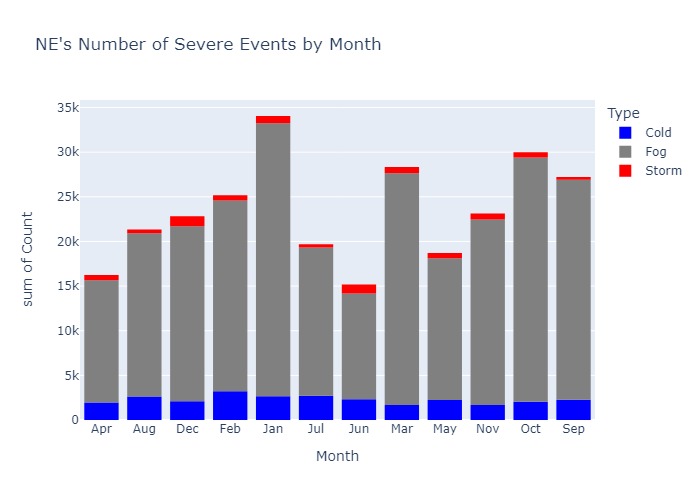 NE's Number of Severe Events by Month
Type
Cold
Fog
Storm
sum of Count
35k
30k
25k
20k
15k
10k
5k
0
Apr Aug Dec Feb Jan Jul Jun Mar May Nov Oct Sep
Month